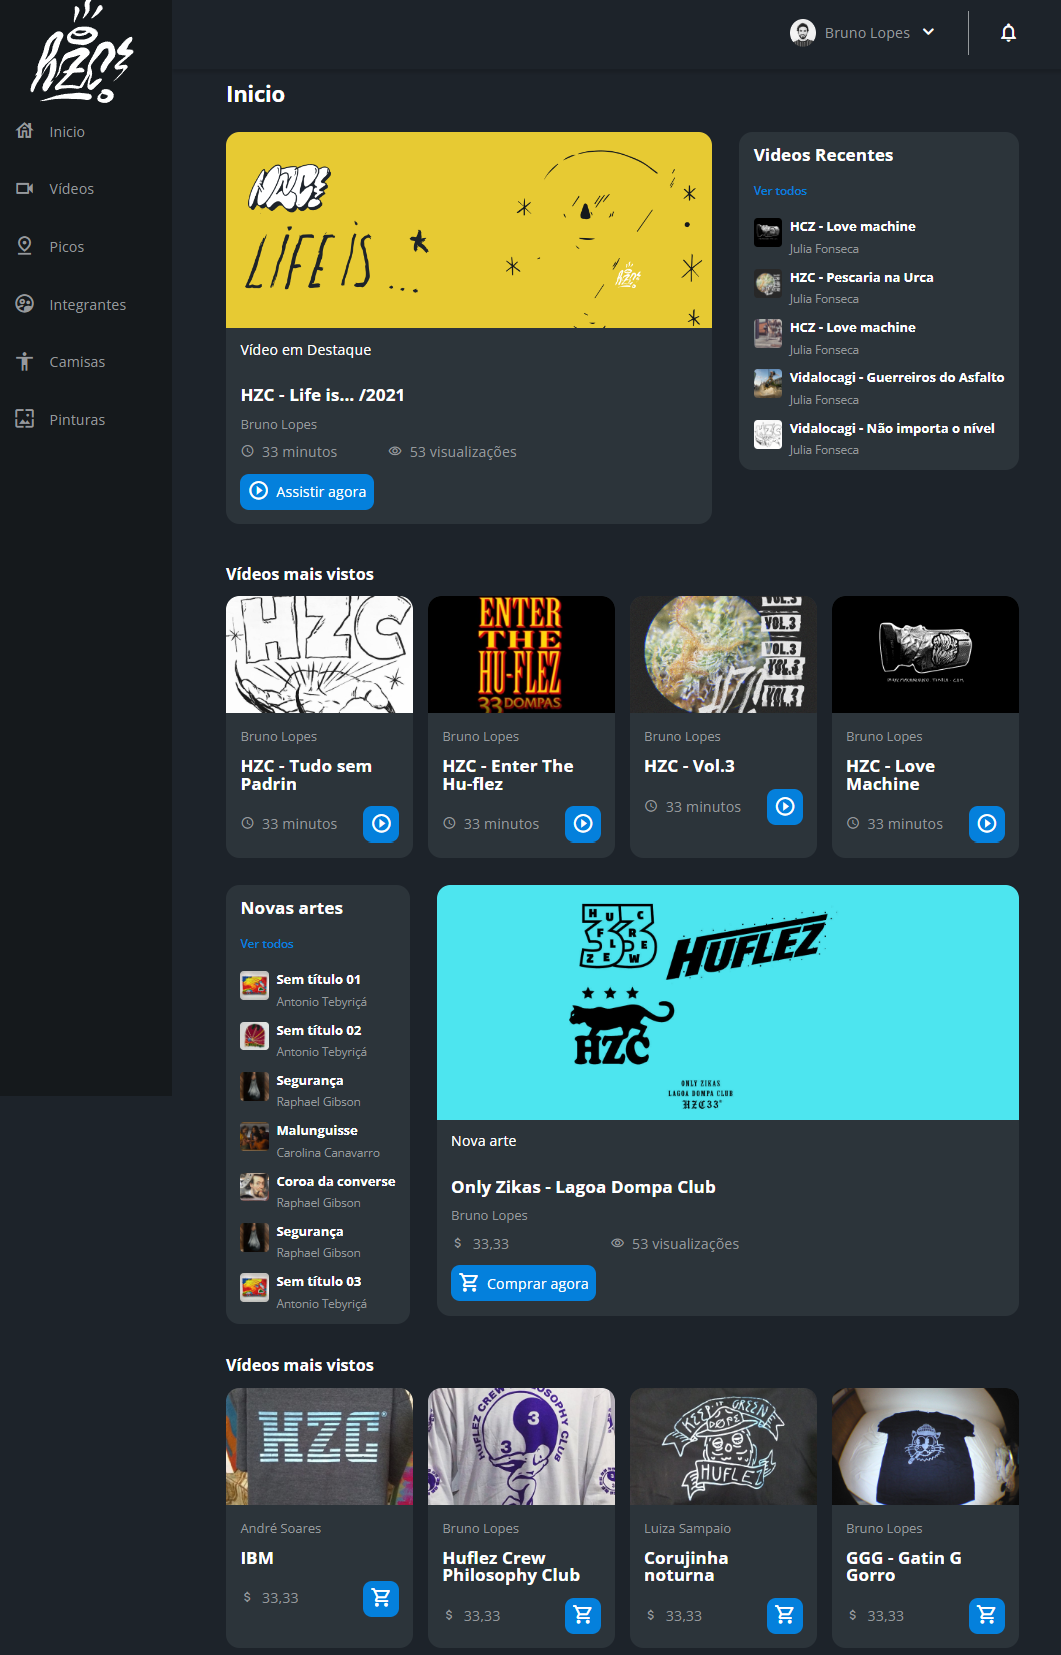 HZC
Bruno Lopes
Inicio
Vídeos
Picos
Integrantes
Camisas
Pinturas
Inicio
HZC!
LIFE IS ...*
Vídeo em Destaque
HZC - Life is... /2021
Bruno Lopes
33 minutos
53 visualizações
Assistir agora
Videos Recentes
Ver todos
HCZ - Love machine
Julia Fonseca
HZC - Pescaria na Urca
Julia Fonseca
HCZ - Love machine
Julia Fonseca
Vidalocagi - Guerreiros do Asfalto
Julia Fonseca
Vidalocagi - Não importa o nível
Julia Fonseca
Vídeos mais vistos
HZC
Bruno Lopes
HZC - Tudo sem
Padrin
33 minutos
ENTER
THE
HU-FLEZ
33 DOMPAS
Bruno Lopes
HZC - Enter The
Hu-flez
33 minutos
VOL.3
VOL.3
VOL.3
VOL.3
VOL.3
Bruno Lopes
HZC - Vol.3
33 minutos
Bruno Lopes
HZC - Love
Machine
33 minutos
Novas artes
Ver todos
Sem título 01
Antonio Tebyriçá
Sem título 02
Antonio Tebyriçá
Segurança
Raphael Gibson
Malunguisse
Carolina Canavarro
Coroa da converse
Raphael Gibson
Segurança
Raphael Gibson
Sem título 03
Antonio Tebyriçá
HUC
FLCRE
ZEW
33
HUFLEZ
HZC
ONLY ZIKAS
LAGOA DOMPA CLUB
HZC33°
Nova arte
Only Zikas - Lagoa Dompa Club
Bruno Lopes
$ 33,33
53 visualizações
Comprar agora
Vídeos mais vistos
HZC®
André Soares
IBM
$ 33,33
HUFLEZ CREW PHILOSOPHY CLUB
3
3
Bruno Lopes
Huflez Crew
Philosophy Club
$ 33,33
KEEP IT GREENE
DOPE
HUFLEZ
Luiza Sampaio
Corujinha
noturna
$ 33,33
Bruno Lopes
GGG - Gatin G
Gorro
$ 33,33